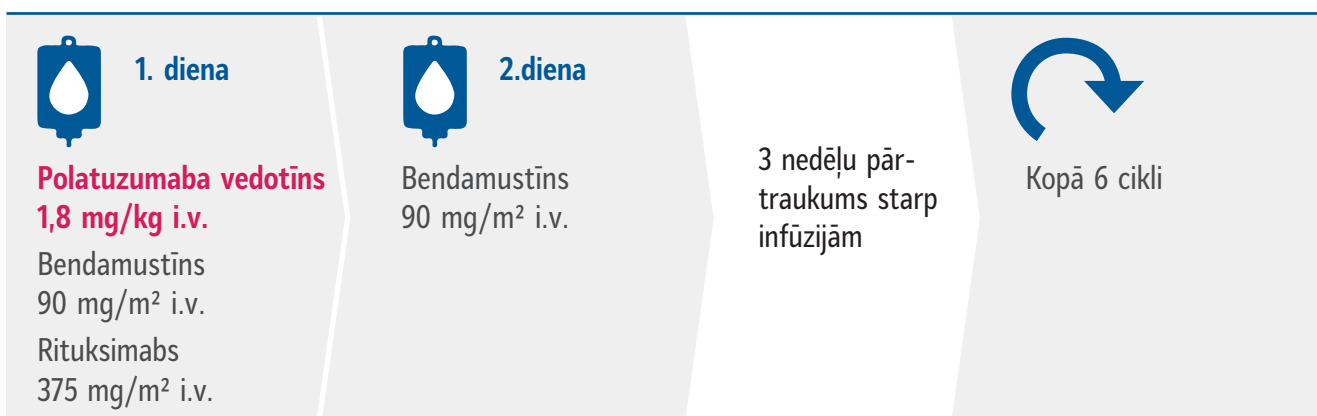 1. diena
Polatuzumaba vedotīns
1,8 mg/kg i.v.
Bendamustīns
90 mg/m² i.v.
Rituksimabs
375 mg/m² i.v.
2.diena
Bendamustīns
90 mg/m² i.v.
3 nedēļu pār-
traukums starp
infūzijām
Kopā 6 cikli